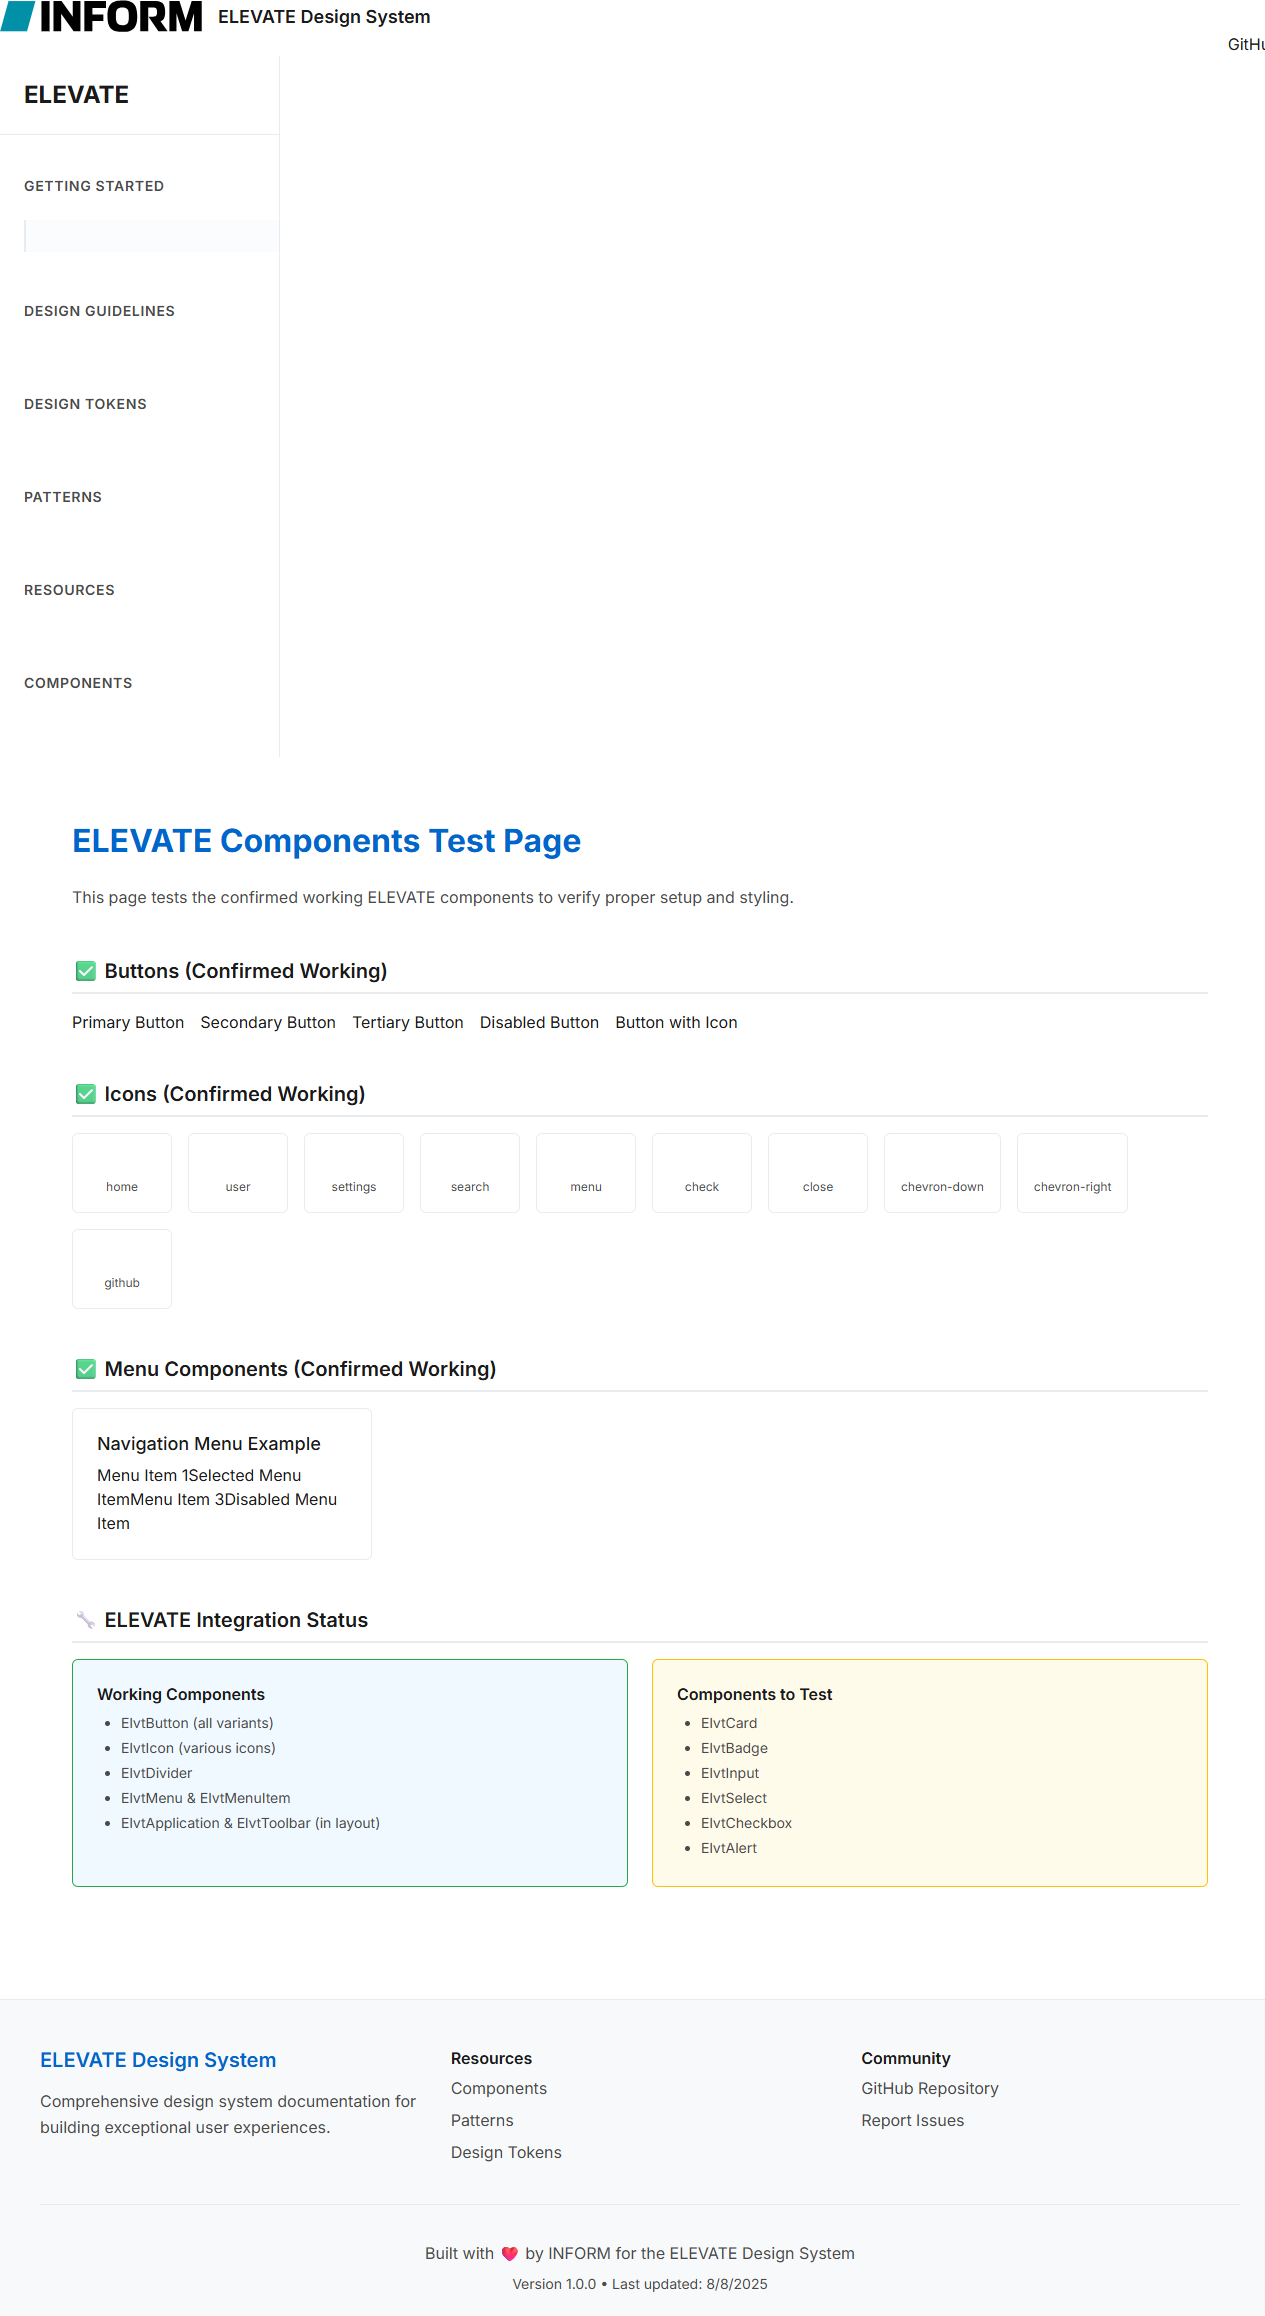 INFORM ELEVATE Design System
GitHu
ELEVATE
GETTING STARTED
DESIGN GUIDELINES
DESIGN TOKENS
PATTERNS
RESOURCES
COMPONENTS
ELEVATE Components Test Page
This page tests the confirmed working ELEVATE components to verify proper setup and styling.
✅ Buttons (Confirmed Working)
Primary Button Secondary Button Tertiary Button Disabled Button Button with Icon
✅ Icons (Confirmed Working)
home user settings search menu check close chevron-down chevron-right
github
✅ Menu Components (Confirmed Working)
Navigation Menu Example
Menu Item 1Selected Menu
ItemMenu Item 3Disabled Menu
Item
🔧 ELEVATE Integration Status
Working Components
• ElvtButton (all variants)
• ElvtIcon (various icons)
• ElvtDivider
• ElvtMenu & ElvtMenuItem
• ElvtApplication & ElvtToolbar (in layout)
Components to Test
• ElvtCard
• ElvtBadge
• ElvtInput
• ElvtSelect
• ElvtCheckbox
• ElvtAlert
ELEVATE Design System
Comprehensive design system documentation for
building exceptional user experiences.
Resources
Components
Patterns
Design Tokens
Community
GitHub Repository
Report Issues
Built with ❤️ by INFORM for the ELEVATE Design System
Version 1.0.0 • Last updated: 8/8/2025